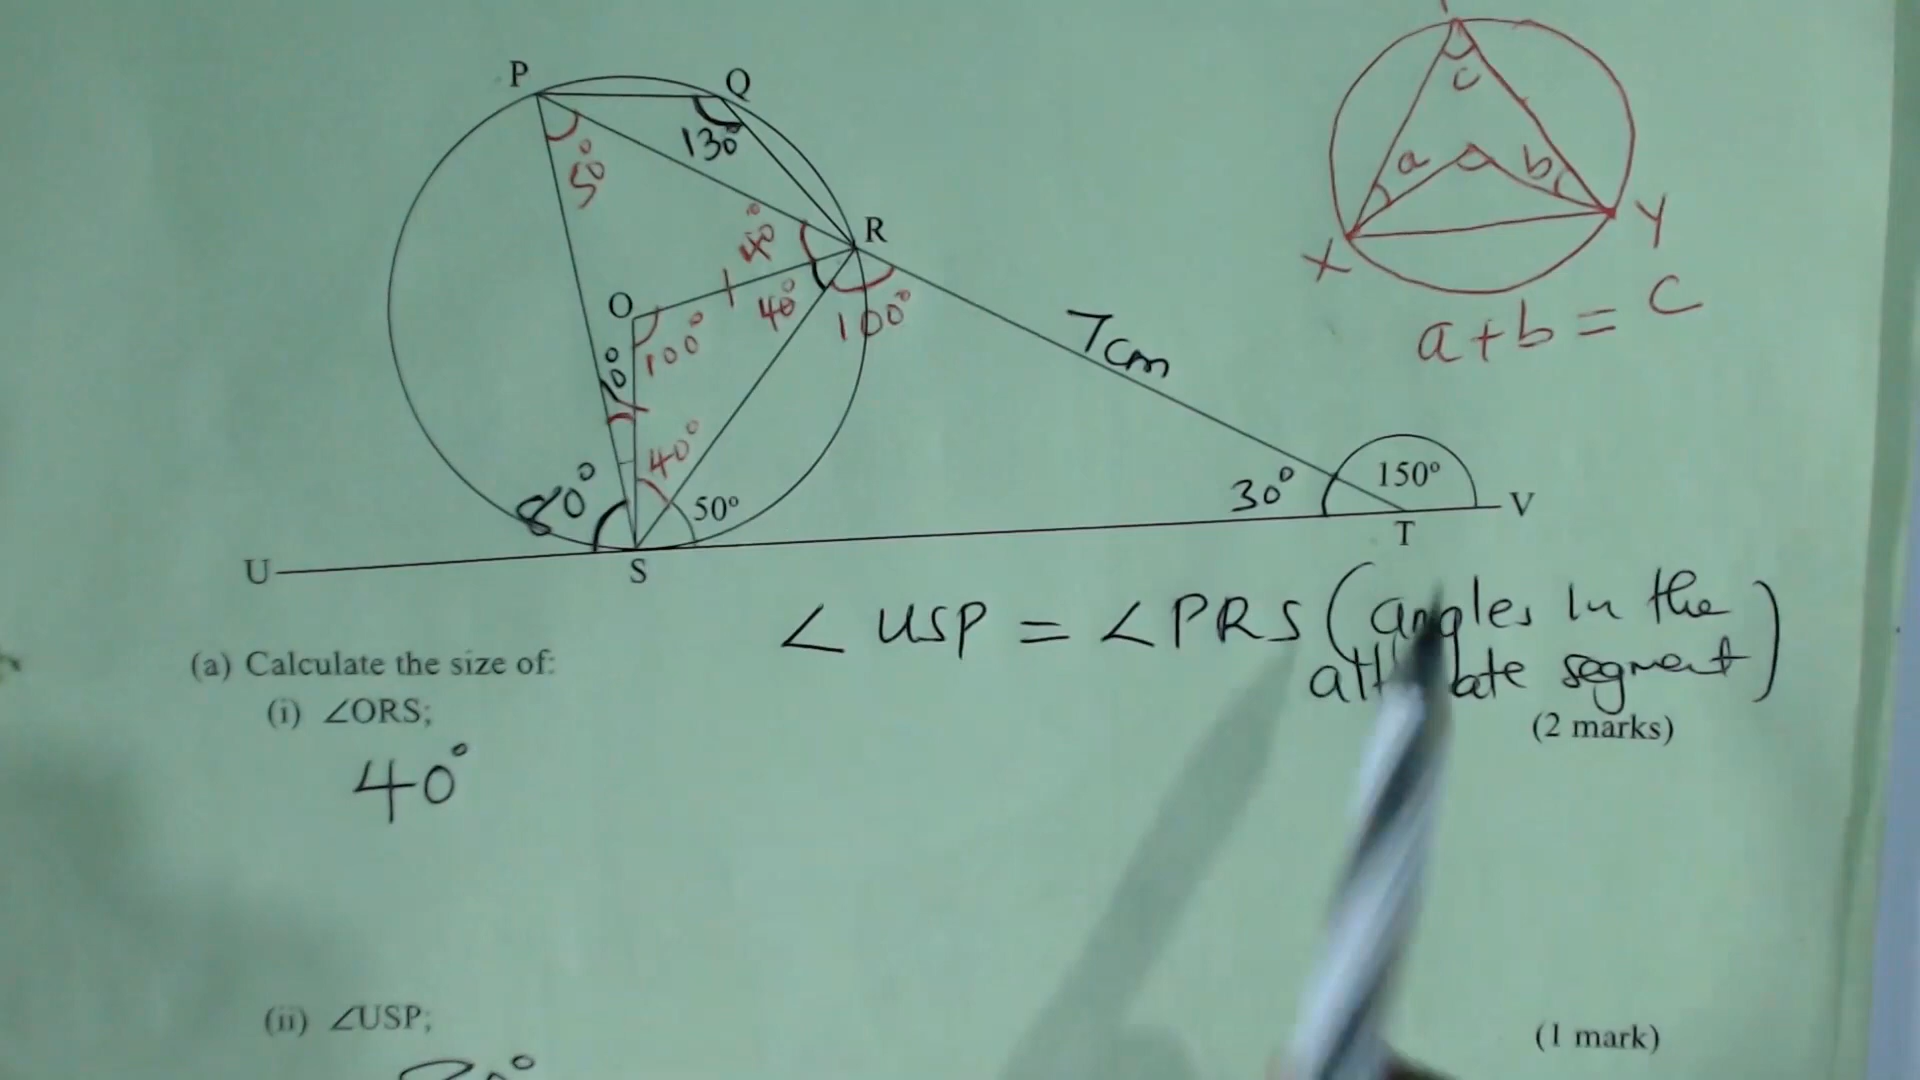 P
Q
130°
50°
R
40°
O
40°
100°
100°
7cm
10°
40°
80°
50°
30°
150°
V
T
U
S
c
a
b
X
Y
a+b = c
∠USP = ∠PRS (angles in the
segment)
(a) Calculate the size of:
(i) ∠ORS;
(2 marks)
40°
(ii) ∠USP;
(1 mark)